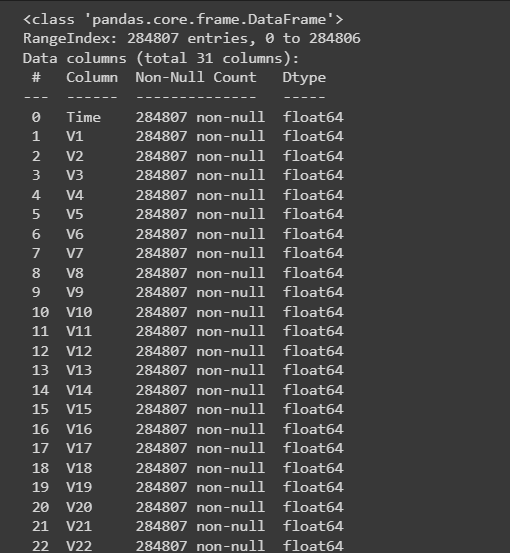 <class 'pandas.core.frame.DataFrame'>
RangeIndex: 284807 entries, 0 to 284806
Data columns (total 31 columns):
 #   Column  Non-Null Count   Dtype
---  ------  --------------   -----
 0   Time    284807 non-null  float64
 1   V1      284807 non-null  float64
 2   V2      284807 non-null  float64
 3   V3      284807 non-null  float64
 4   V4      284807 non-null  float64
 5   V5      284807 non-null  float64
 6   V6      284807 non-null  float64
 7   V7      284807 non-null  float64
 8   V8      284807 non-null  float64
 9   V9      284807 non-null  float64
 10  V10     284807 non-null  float64
 11  V11     284807 non-null  float64
 12  V12     284807 non-null  float64
 13  V13     284807 non-null  float64
 14  V14     284807 non-null  float64
 15  V15     284807 non-null  float64
 16  V16     284807 non-null  float64
 17  V17     284807 non-null  float64
 18  V18     284807 non-null  float64
 19  V19     284807 non-null  float64
 20  V20     284807 non-null  float64
 21  V21     284807 non-null  float64
 22  V22     284807 non-null  float64